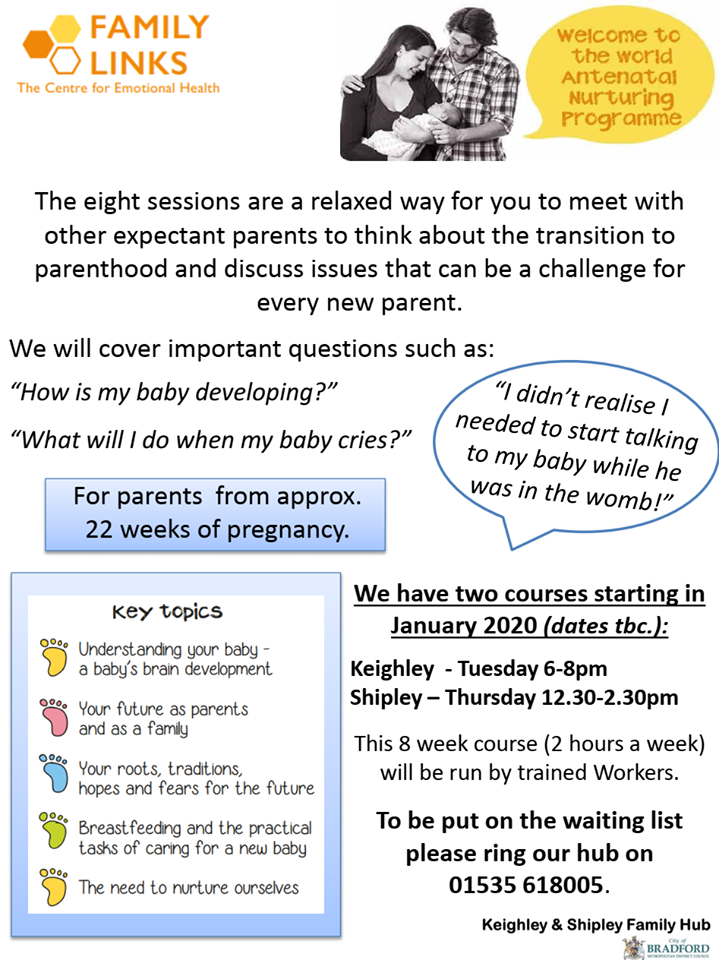 FAMILY
LINKS
The Centre for Emotional Health
Welcome to
the world
Antenatal
Nurturing
Programme
The eight sessions are a relaxed way for you to meet with
other expectant parents to think about the transition to
parenthood and discuss issues that can be a challenge for
every new parent.
We will cover important questions such as:
“How is my baby developing?”
“What will I do when my baby cries?”
“I didn’t realise I
needed to start talking
to my baby while he
was in the womb!”
For parents from approx.
22 weeks of pregnancy.
Key topics
Understanding your baby -
a baby's brain development
Your future as parents
and as a family
Your roots, traditions,
hopes and fears for the future
Breastfeeding and the practical
tasks of caring for a new baby
The need to nurture ourselves
We have two courses starting in
January 2020 (dates tbc.):
Keighley - Tuesday 6-8pm
Shipley – Thursday 12.30-2.30pm
This 8 week course (2 hours a week)
will be run by trained Workers.
To be put on the waiting list
please ring our hub on
01535 618005.
Keighley & Shipley Family Hub
City of
BRADFORD
METROPOLITAN DISTRICT COUNCIL